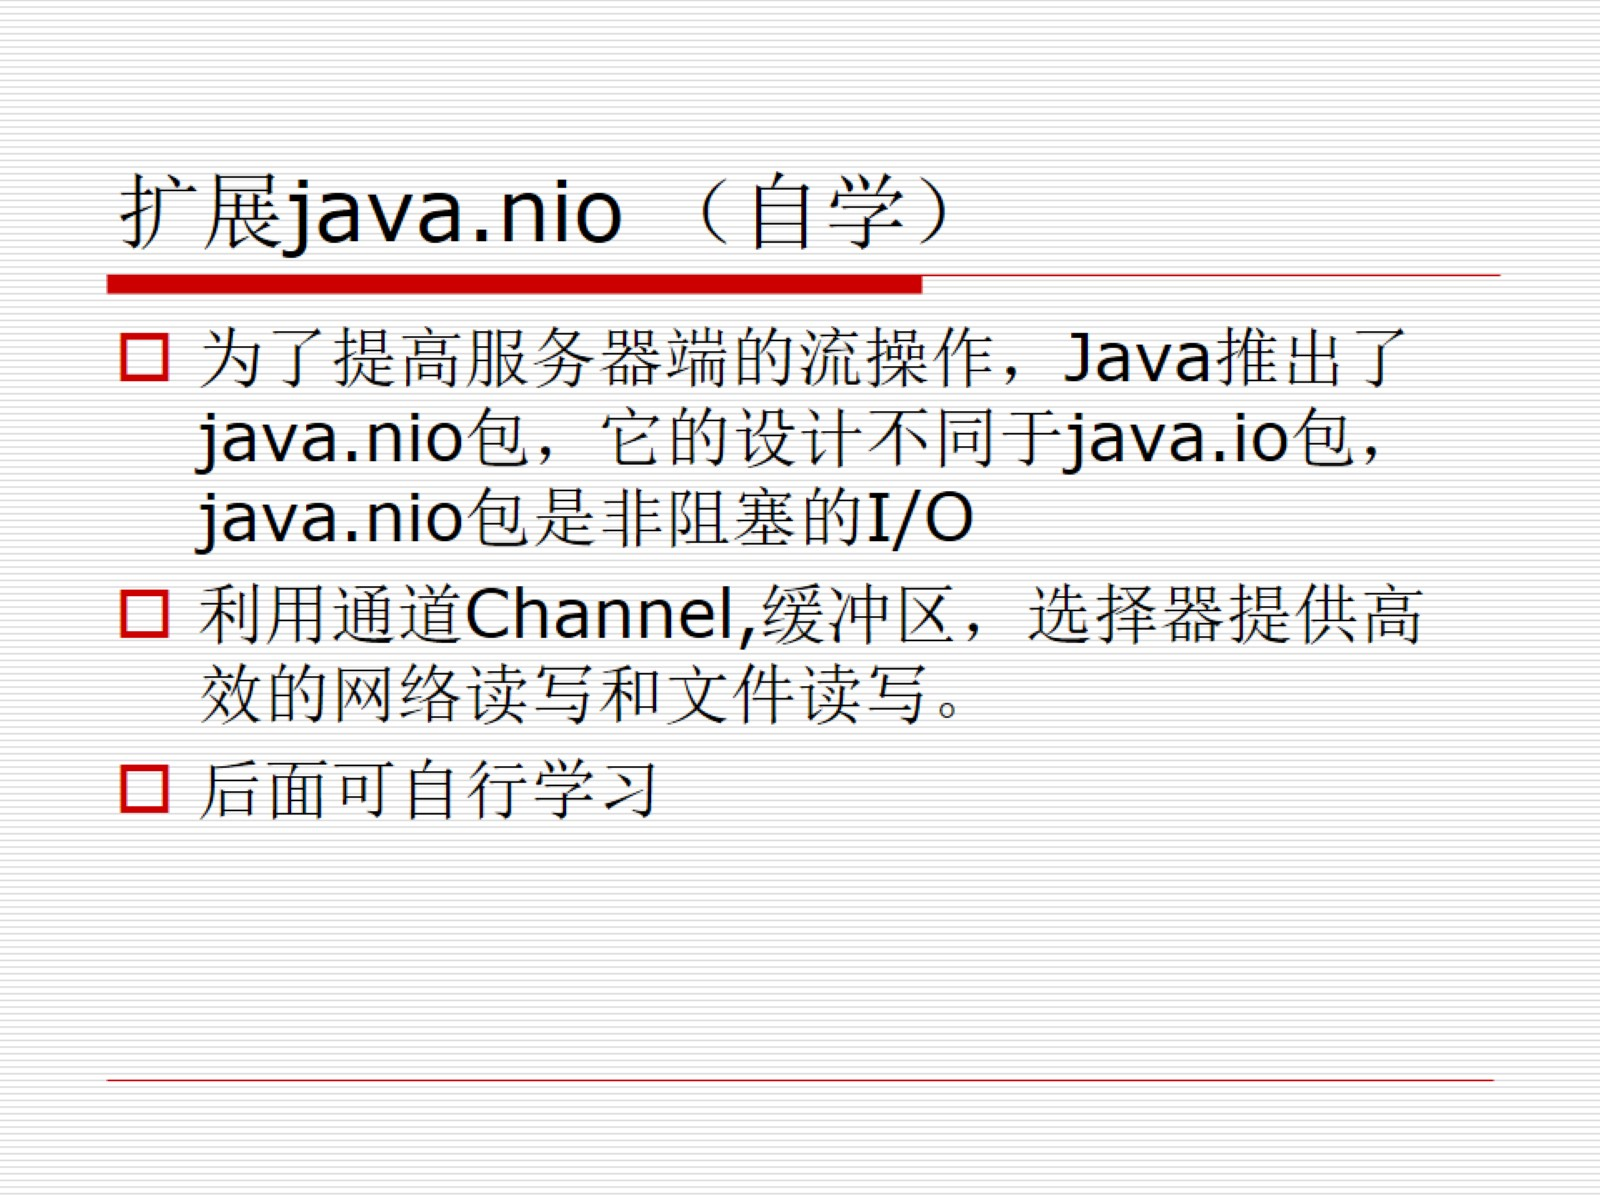 扩展java.nio （自学）
为了提高服务器端的流操作，Java推出了
java.nio包，它的设计不同于java.io包，
java.nio包是非阻塞的I/O
利用通道Channel,缓冲区，选择器提供高
效的网络读写和文件读写。
后面可自行学习